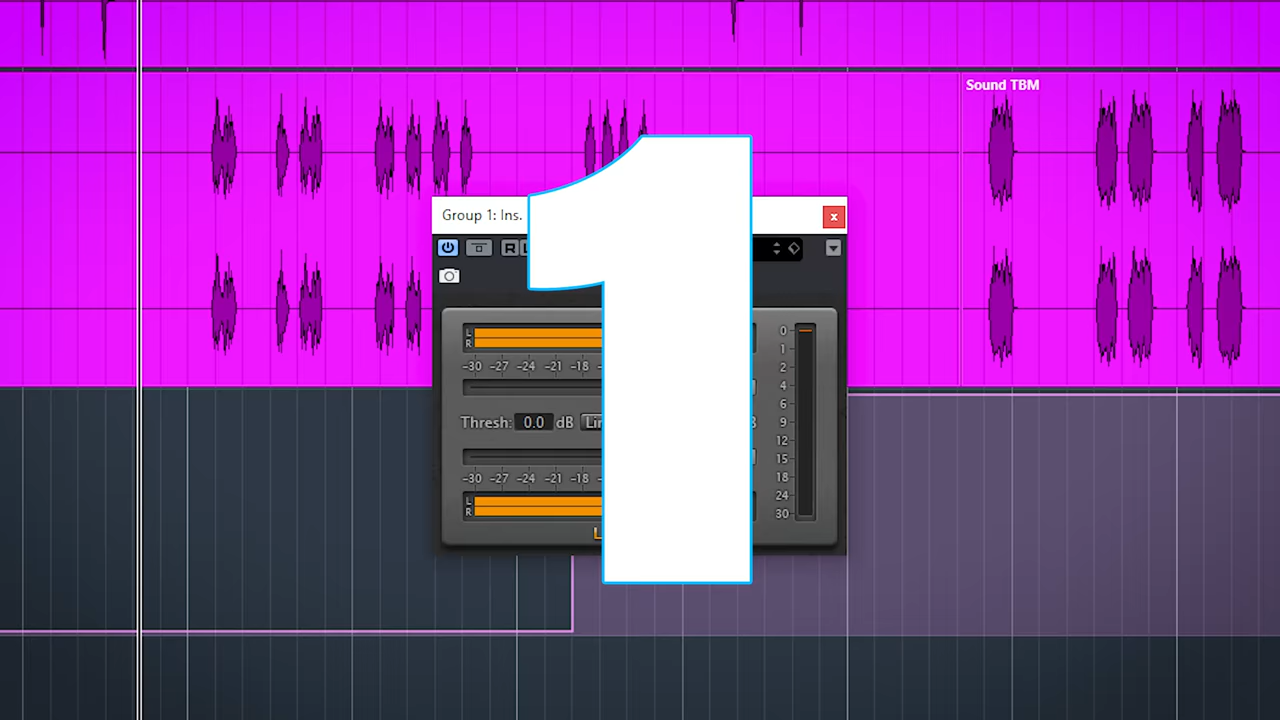 Sound TBM
1
Group 1: Ins.
R
L
R
0
1
2
4
6
9
12
15
18
24
30
-30 -27 -24 -21 -18
Thresh: 0.0 dB
-30 -27 -24 -21 -18
L
R